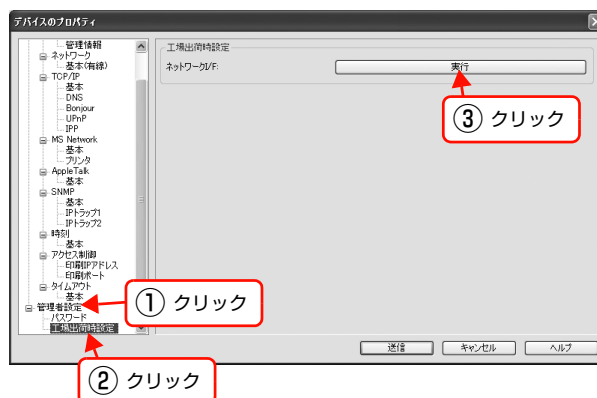 デバイスのプロパティ
管理情報
ネットワーク
基本(有線)
TCP/IP
基本
DNS
Bonjour
UPnP
IPP
MS Network
基本
プリンタ
AppleTalk
基本
SNMP
基本
IPトラップ1
IPトラップ2
時刻
基本
アクセス制御
印刷IPアドレス
印刷ポート
タイムアウト
基本
管理者設定
パスワード
工場出荷時設定
工場出荷時設定
ネットワークI/F:
実行
③ クリック
① クリック
② クリック
送信
キャンセル
ヘルプ